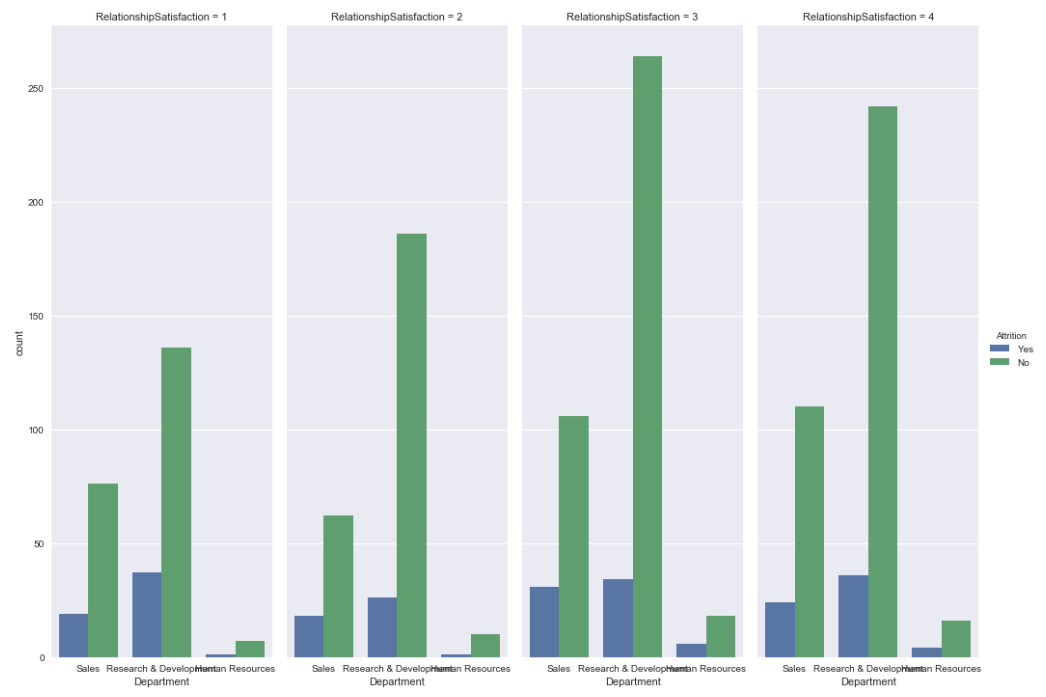 RelationshipSatisfaction = 1
RelationshipSatisfaction = 2
RelationshipSatisfaction = 3
RelationshipSatisfaction = 4
250
200
150
100
50
0
count
Attrition
Yes
No
Sales Research & Development Human Resources
Sales Research & Development Human Resources
Sales Research & Development Human Resources
Sales Research & Development Human Resources
Department
Department
Department
Department